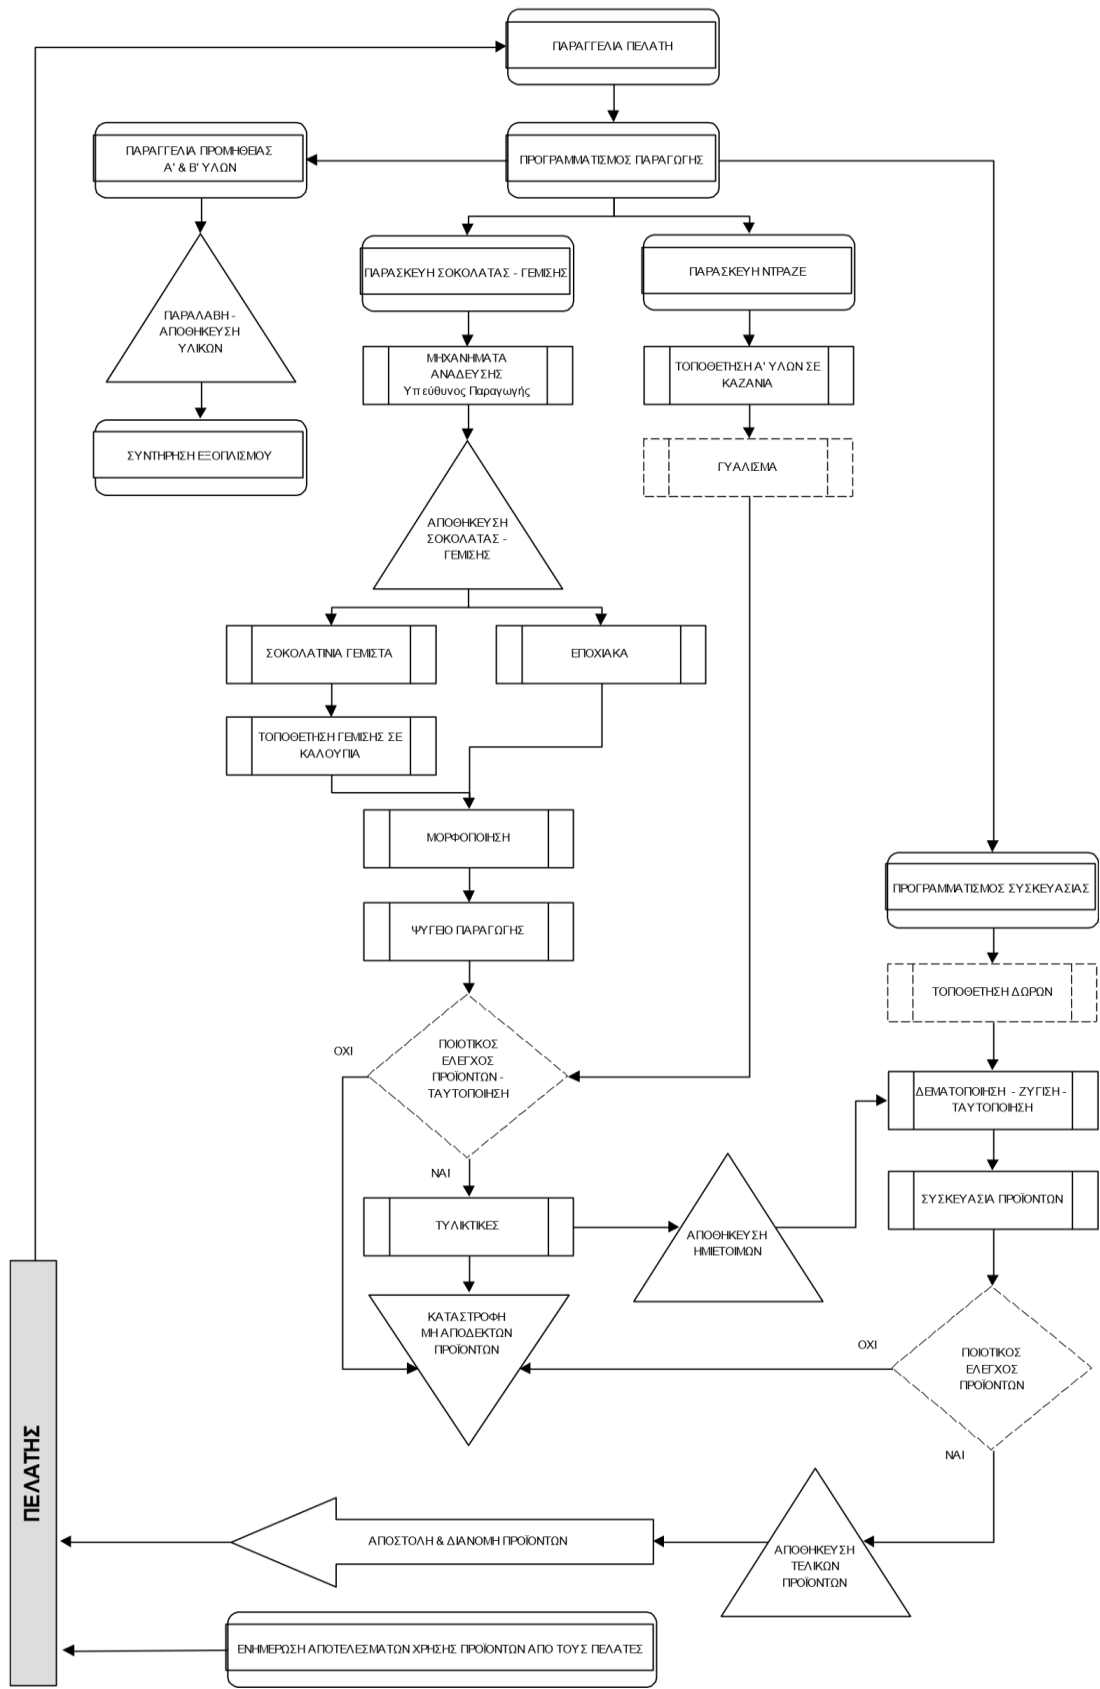 ΠΑΡΑΓΓΕΛΙΑ ΠΕΛΑΤΗ
ΠΑΡΑΓΓΕΛΙΑ ΠΡΟΜΗΘΕΙΑΣ
Α' & Β' ΥΛΩΝ
ΠΡΟΓΡΑΜΜΑΤΙΣΜΟΣ ΠΑΡΑΓΩΓΗΣ
ΠΑΡΑΣΚΕΥΗ ΣΟΚΟΛΑΤΑΣ - ΓΕΜΙΣΗΣ
ΠΑΡΑΣΚΕΥΗ ΝΤΡΑΖΕ
ΠΑΡΑΛΑΒΗ -
ΑΠΟΘΗΚΕΥΣΗ
ΥΛΙΚΩΝ
ΜΗΧΑΝΗΜΑΤΑ
ΑΝΑΔΕΥΣΗΣ
Υπεύθυνος Παραγωγής
ΤΟΠΟΘΕΤΗΣΗ Α' ΥΛΩΝ ΣΕ
ΚΑΖΑΝΙΑ
ΣΥΝΤΗΡΗΣΗ ΕΞΟΠΛΙΣΜΟΥ
ΓΥΑΛΙΣΜΑ
ΑΠΟΘΗΚΕΥΣΗ
ΣΟΚΟΛΑΤΑΣ -
ΓΕΜΙΣΗΣ
ΣΟΚΟΛΑΤΙΝΙΑ ΓΕΜΙΣΤΑ
ΕΠΟΧΙΑΚΑ
ΤΟΠΟΘΕΤΗΣΗ ΓΕΜΙΣΗΣ ΣΕ
ΚΑΛΟΥΠΙΑ
ΜΟΡΦΟΠΟΙΗΣΗ
ΠΡΟΓΡΑΜΜΑΤΙΣΜΟΣ ΣΥΣΚΕΥΑΣΙΑΣ
ΨΥΓΕΙΟ ΠΑΡΑΓΩΓΗΣ
ΤΟΠΟΘΕΤΗΣΗ ΔΩΡΩΝ
ΟΧΙ
ΠΟΙΟΤΙΚΟΣ
ΕΛΕΓΧΟΣ
ΠΡΟΪΟΝΤΩΝ -
ΤΑΥΤΟΠΟΙΗΣΗ
ΔΕΜΑΤΟΠΟΙΗΣΗ - ΖΥΓΙΣΗ -
ΤΑΥΤΟΠΟΙΗΣΗ
ΝΑΙ
ΣΥΣΚΕΥΑΣΙΑ ΠΡΟΪΟΝΤΩΝ
ΤΥΛΙΚΤΙΚΕΣ
ΑΠΟΘΗΚΕΥΣΗ
ΗΜΙΕΤΟΙΜΩΝ
ΚΑΤΑΣΤΡΟΦΗ
ΜΗ ΑΠΟΔΕΚΤΩΝ
ΠΡΟΪΟΝΤΩΝ
ΟΧΙ
ΠΟΙΟΤΙΚΟΣ
ΕΛΕΓΧΟΣ
ΠΡΟΪΟΝΤΩΝ
ΝΑΙ
ΠΕΛΑΤΗΣ
ΑΠΟΣΤΟΛΗ & ΔΙΑΝΟΜΗ ΠΡΟΪΟΝΤΩΝ
ΑΠΟΘΗΚΕΥΣΗ
ΤΕΛΙΚΩΝ
ΠΡΟΪΟΝΤΩΝ
ΕΝΗΜΕΡΩΣΗ ΑΠΟΤΕΛΕΣΜΑΤΩΝ ΧΡΗΣΗΣ ΠΡΟΪΟΝΤΩΝ ΑΠΟ ΤΟΥΣ ΠΕΛΑΤΕΣ